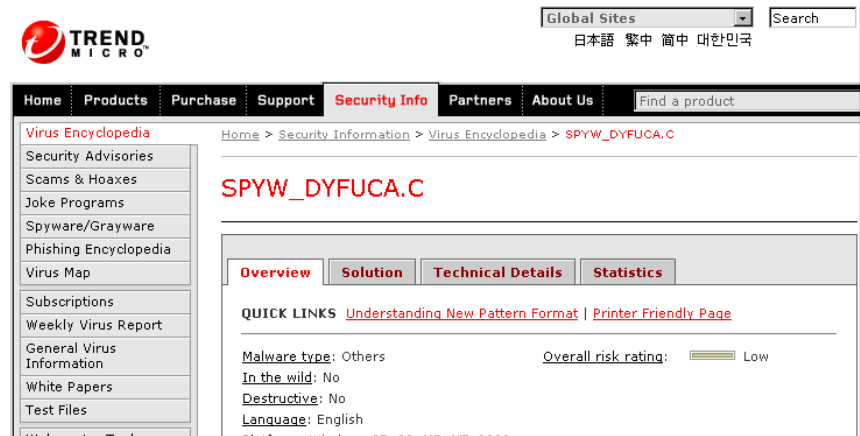 TREND
MICRO™
Global Sites
Search
日本語 繁中 简中 대한민국
Home Products Purchase Support Security Info Partners About Us Find a product
Virus Encyclopedia
Security Advisories
Scams & Hoaxes
Joke Programs
Spyware/Grayware
Phishing Encyclopedia
Virus Map
Subscriptions
Weekly Virus Report
General Virus
Information
White Papers
Test Files
Home > Security Information > Virus Encyclopedia > SPYW_DYFUCA.C
SPYW_DYFUCA.C
Overview Solution Technical Details Statistics
QUICK LINKS Understanding New Pattern Format | Printer Friendly Page
Malware type: Others
Overall risk rating: Low
In the wild: No
Destructive: No
Language: English